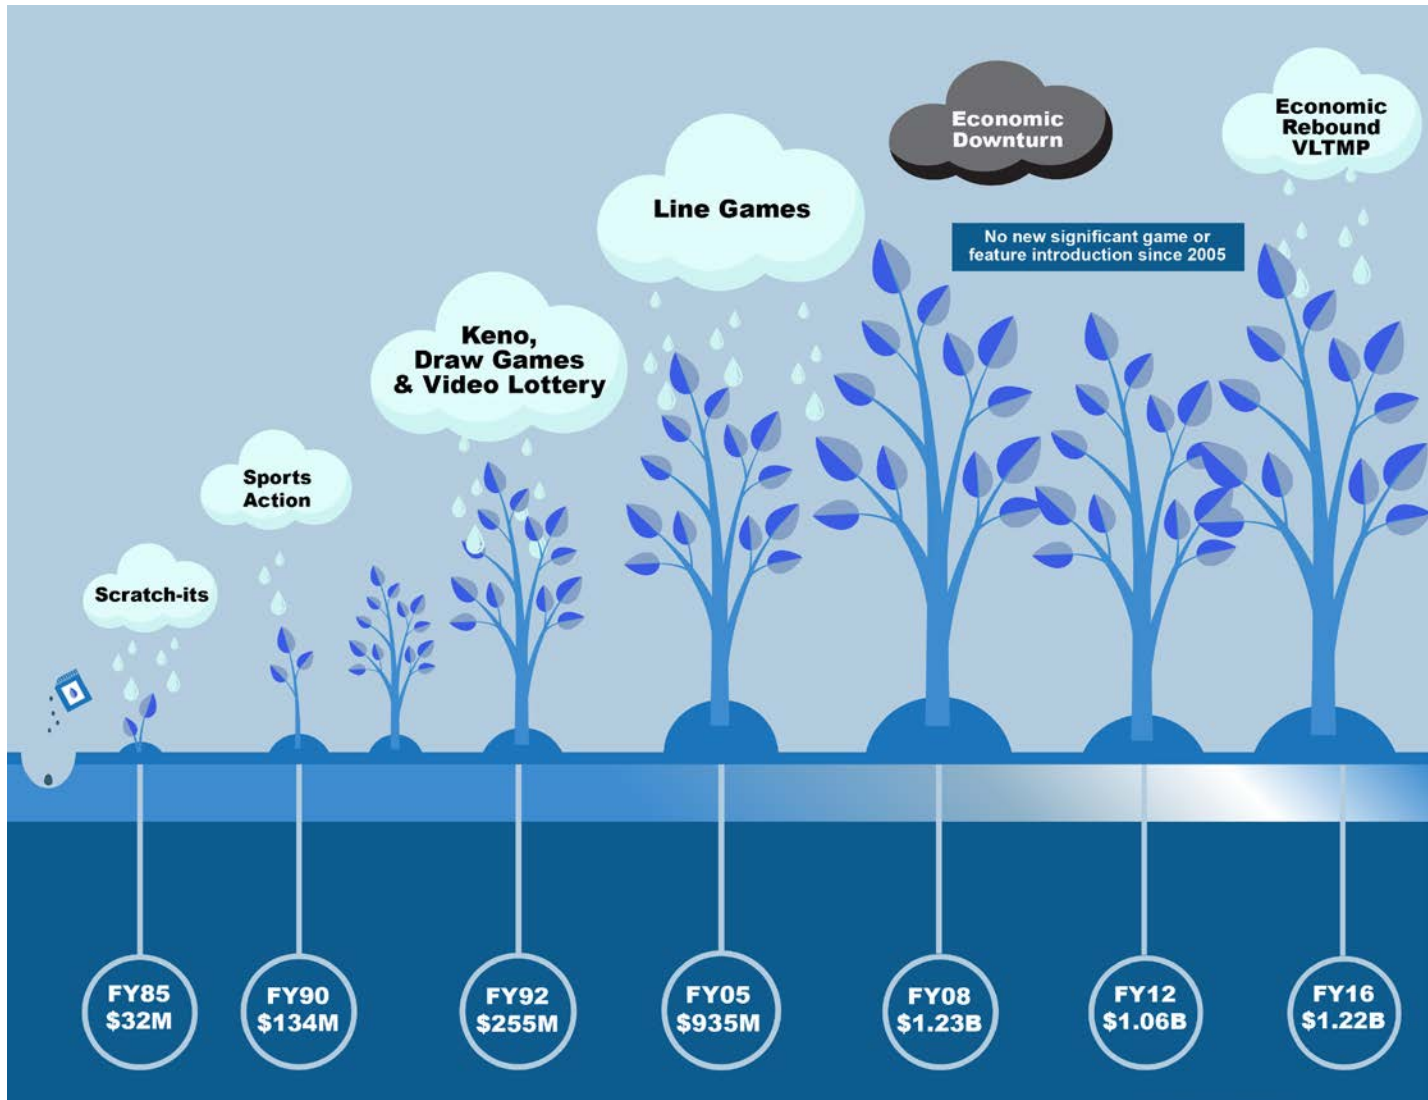 Economic
Downturn
Economic
Rebound
VLTMP
Line Games
No new significant game or
feature introduction since 2005
Keno,
Draw Games
& Video Lottery
Sports
Action
Scratch-its
FY85
$32M
FY90
$134M
FY92
$255M
FY05
$935M
FY08
$1.23B
FY12
$1.06B
FY16
$1.22B